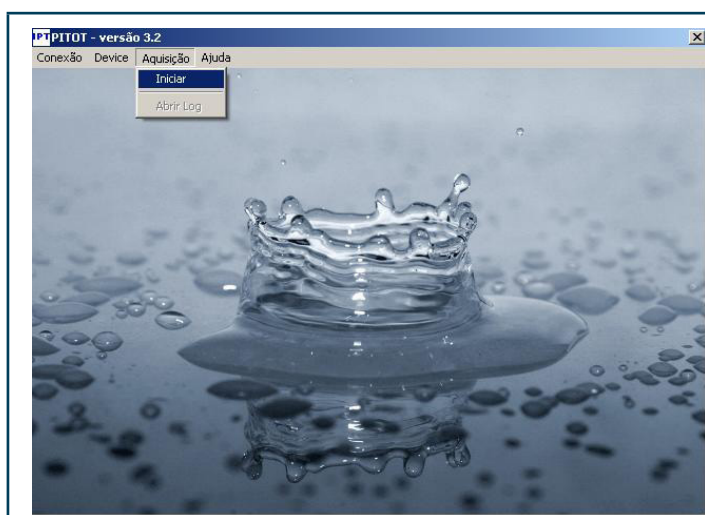 IPT PITOT - versão 3.2
Conexão Device Aquisição Ajuda
Iniciar
Abrir Log